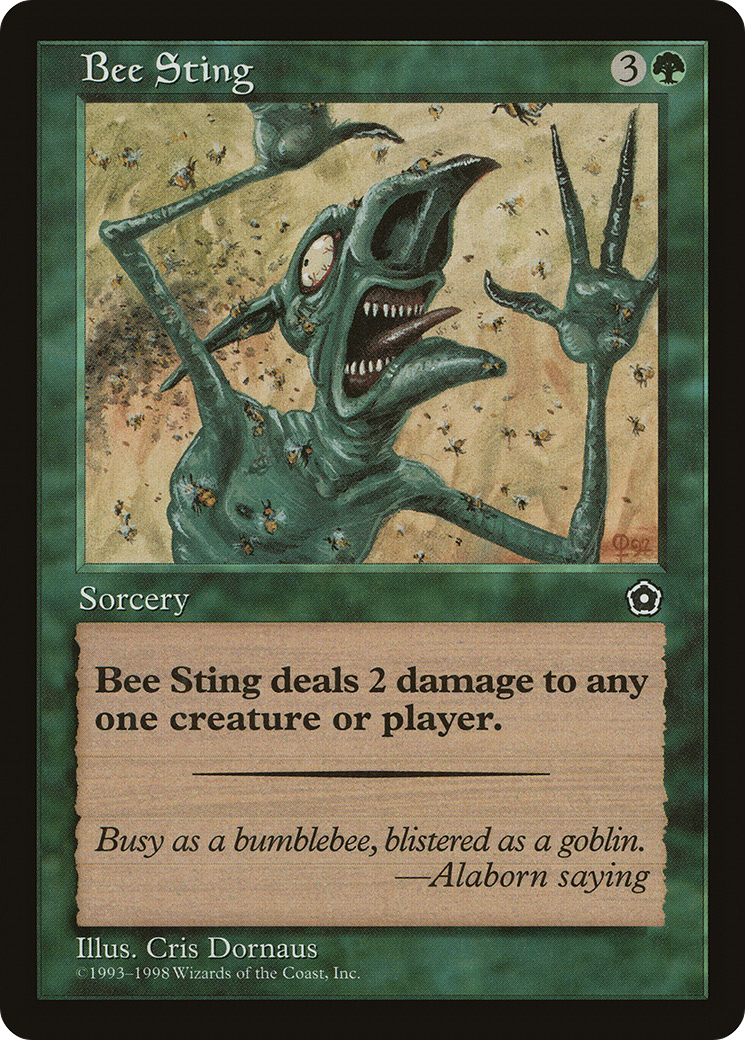 Bee Sting 3
Sorcery
Bee Sting deals 2 damage to any
one creature or player.
Busy as a bumblebee, blistered as a goblin.
—Alaborn saying
Illus. Cris Dornaus
©1993–1998 Wizards of the Coast, Inc.